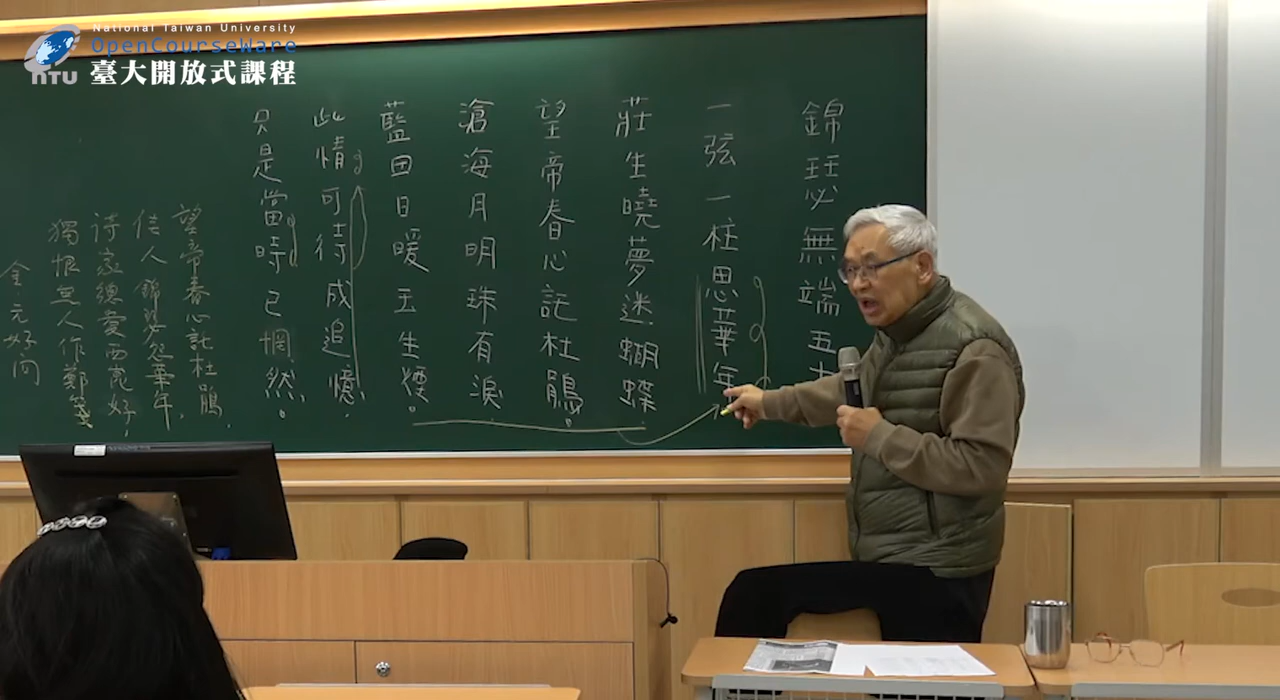 National Taiwan University
OpenCourseWare
NTU
臺大開放式課程
錦瑟無端五十
一弦一柱思華年
莊生曉夢迷蝴蝶
望帝春心託杜鵑。
滄海月明珠有淚
藍田日暖玉生煙。
此情可待成追憶，
只是當時已惘然。
望帝春心託杜鵑，
佳人錦瑟怨華年，
詩家總愛西崑好，
獨恨無人作鄭箋
金元好問